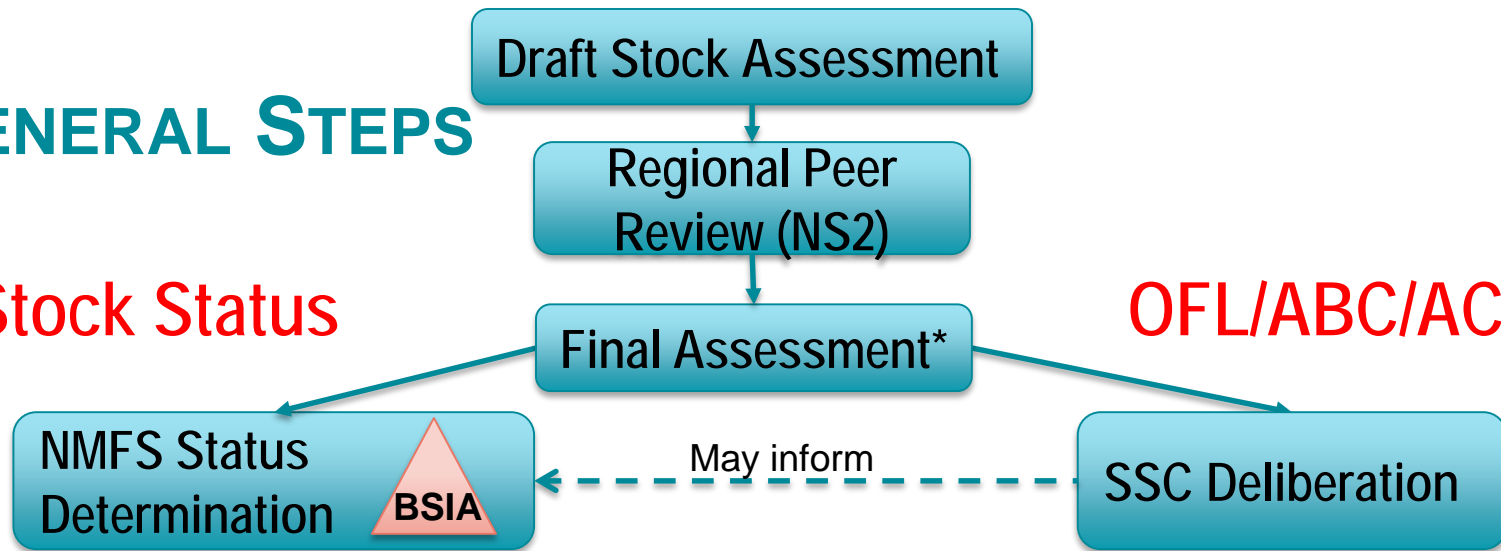 Draft Stock Assessment
ENERAL STEPS
Regional Peer
Review (NS2)
Stock Status
OFL/ABC/AC
Final Assessment*
NMFS Status
Determination
BSIA
May inform
SSC Deliberation